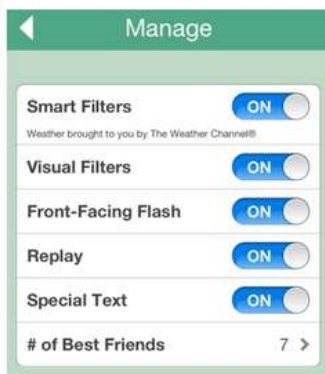 Manage
Smart Filters ON
Weather brought to you by The Weather Channel®
Visual Filters ON
Front-Facing Flash ON
Replay ON
Special Text ON
# of Best Friends 7 >